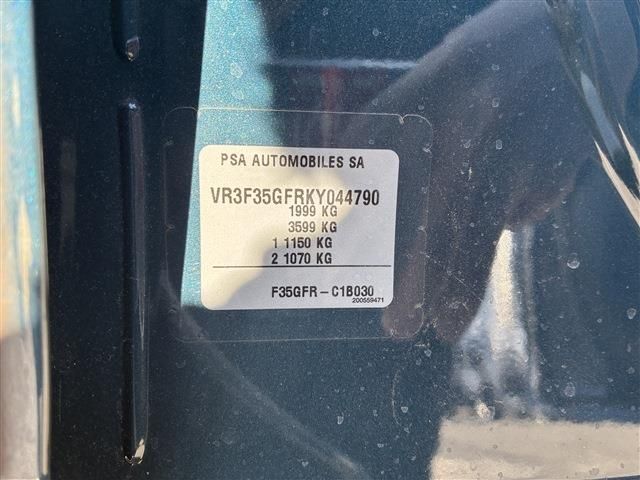 PSA AUTOMOBILES SA
VR3F35GFRKY044790
1999 KG
3599 KG
1 1150 KG
2 1070 KG
F35GFR – C1B030
200559471